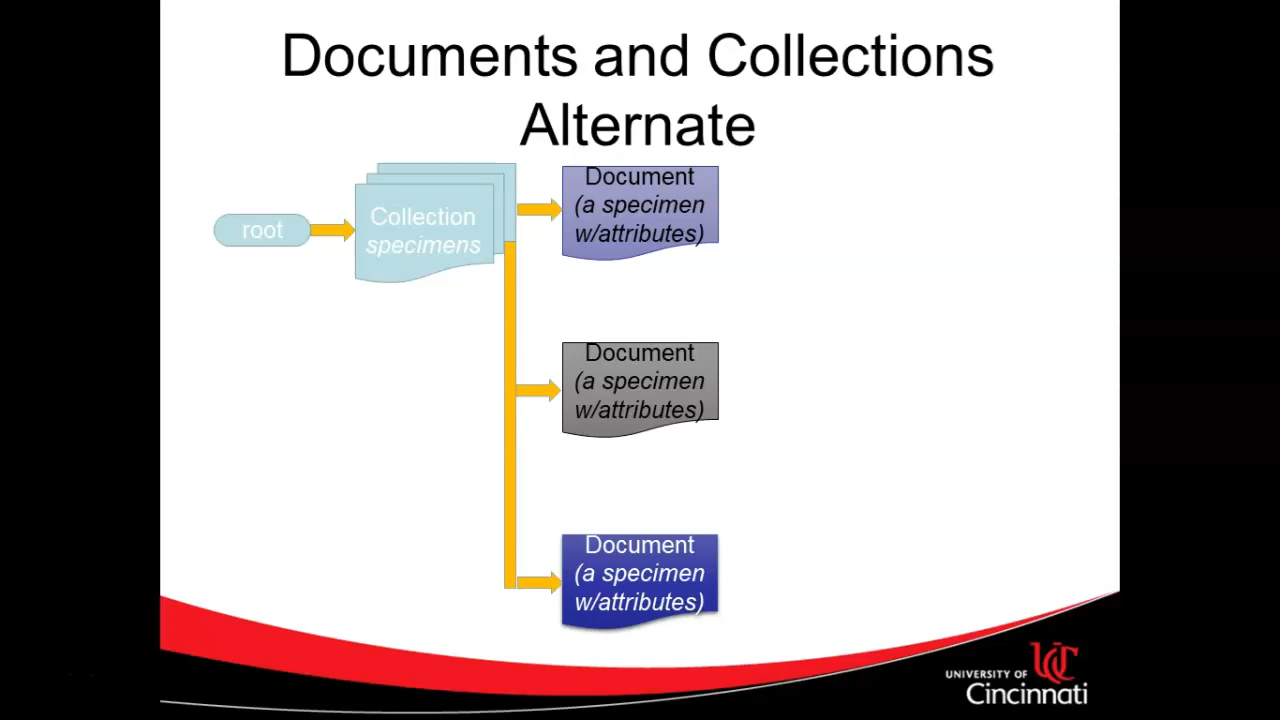 Documents and Collections
Alternate
root
Collection
specimens
Document
(a specimen
w/attributes)
Document
(a specimen
w/attributes)
Document
(a specimen
w/attributes)
UC
UNIVERSITY OF
Cincinnati